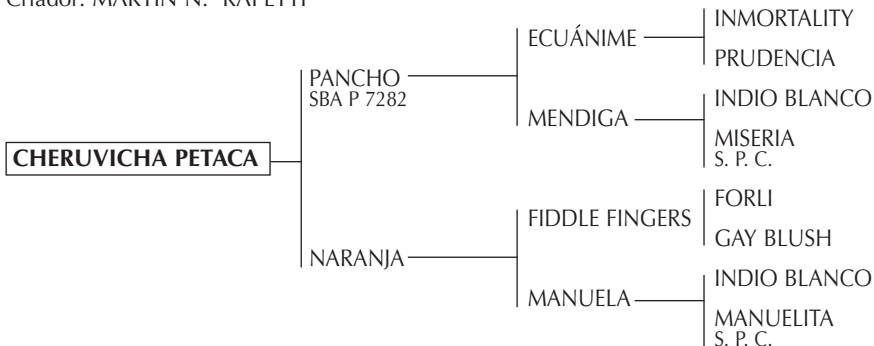 Criador: MARTIN N. RAPETTI
ECUÁNIME
INMORTALITY
PRUDENCIA
PANCHO
SBA P 7282
MENDIGA
INDIO BLANCO
MISERIA
S. P. C.
CHERUVICHA PETACA
FIDDLE FINGERS
FORLI
GAY BLUSH
NARANJA
MANUELA
INDIO BLANCO
MANUELITA
S. P. C.